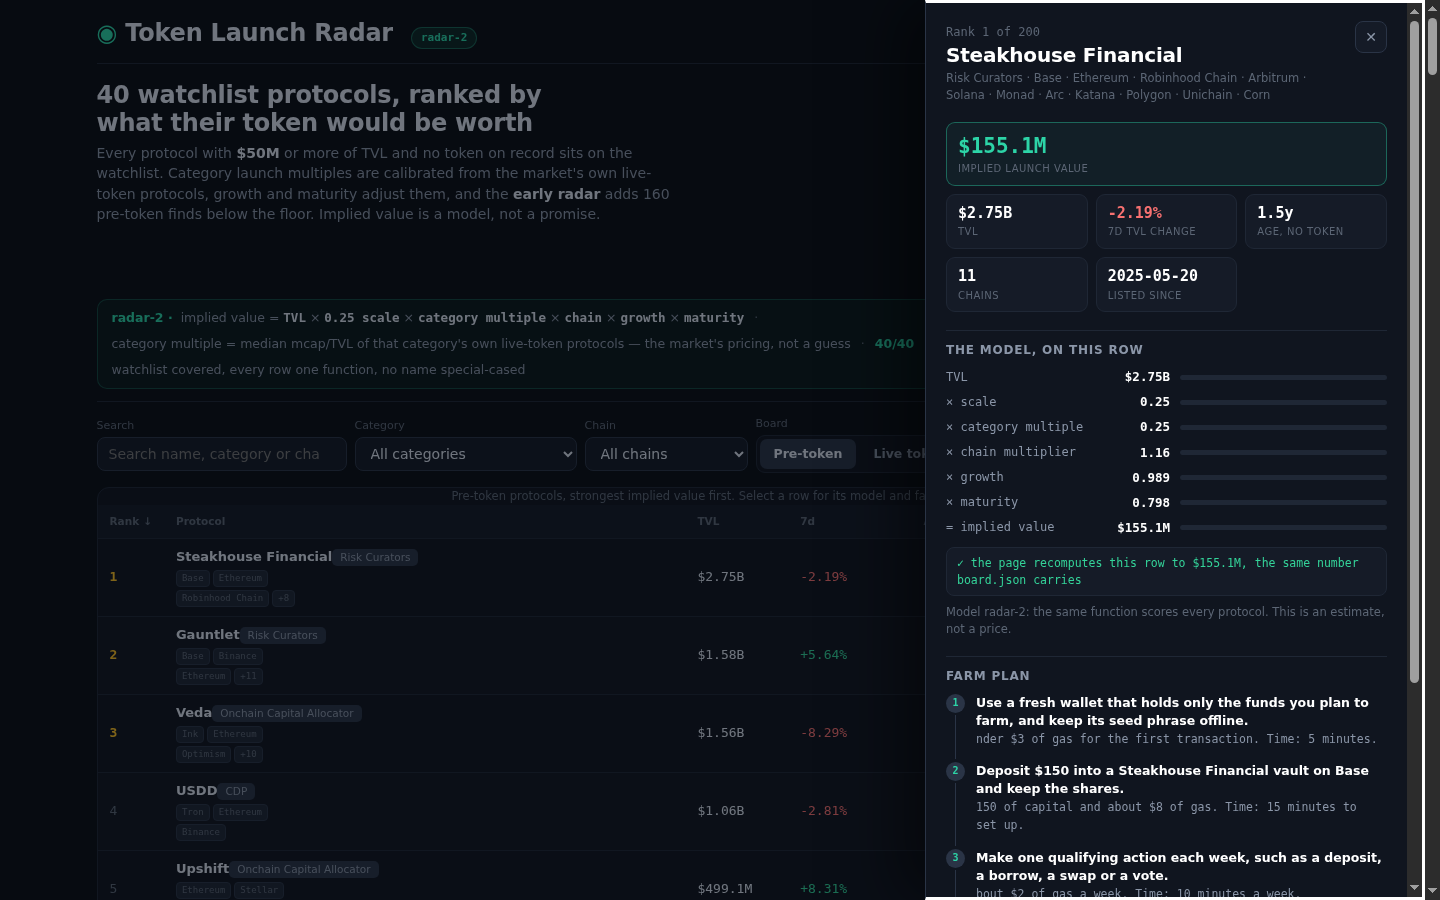 ◉ Token Launch Radar radar-2
40 watchlist protocols, ranked by
what their token would be worth
Every protocol with $50M or more of TVL and no token on record sits on the
watchlist. Category launch multiples are calibrated from the market's own live-
token protocols, growth and maturity adjust them, and the early radar adds 160
pre-token finds below the floor. Implied value is a model, not a promise.
radar-2 · implied value = TVL × 0.25 scale × category multiple × chain × growth × maturity ·
category multiple = median mcap/TVL of that category's own live-token protocols — the market's pricing, not a guess · 40/40
watchlist covered, every row one function, no name special-cased
Search Category Chain Board
Search name, category or cha All categories All chains Pre-token Live tok
Pre-token protocols, strongest implied value first. Select a row for its model and fa
Rank ↓ Protocol TVL 7d
1 Steakhouse Financial Risk Curators $2.75B -2.19%
Base Ethereum
Robinhood Chain +8
2 Gauntlet Risk Curators $1.58B +5.64%
Base Binance
Ethereum +11
3 Veda Onchain Capital Allocator $1.56B -8.29%
Ink Ethereum
Optimism +10
4 USDD CDP $1.06B -2.81%
Tron Ethereum
Binance
5 Upshift Onchain Capital Allocator $499.1M +8.31%
Ethereum Stellar
Rank 1 of 200
Steakhouse Financial
Risk Curators · Base · Ethereum · Robinhood Chain · Arbitrum ·
Solana · Monad · Arc · Katana · Polygon · Unichain · Corn
✕
$155.1M
IMPLIED LAUNCH VALUE
$2.75B -2.19% 1.5y
TVL 7D TVL CHANGE AGE, NO TOKEN
11 2025-05-20
CHAINS LISTED SINCE
THE MODEL, ON THIS ROW
TVL $2.75B
× scale 0.25
× category multiple 0.25
× chain multiplier 1.16
× growth 0.989
× maturity 0.798
= implied value $155.1M
✓ the page recomputes this row to $155.1M, the same number
board.json carries
Model radar-2: the same function scores every protocol. This is an estimate,
not a price.
FARM PLAN
1 Use a fresh wallet that holds only the funds you plan to
farm, and keep its seed phrase offline.
nder $3 of gas for the first transaction. Time: 5 minutes.
2 Deposit $150 into a Steakhouse Financial vault on Base
and keep the shares.
150 of capital and about $8 of gas. Time: 15 minutes to
set up.
3 Make one qualifying action each week, such as a deposit,
a borrow, a swap or a vote.
bout $2 of gas a week. Time: 10 minutes a week.